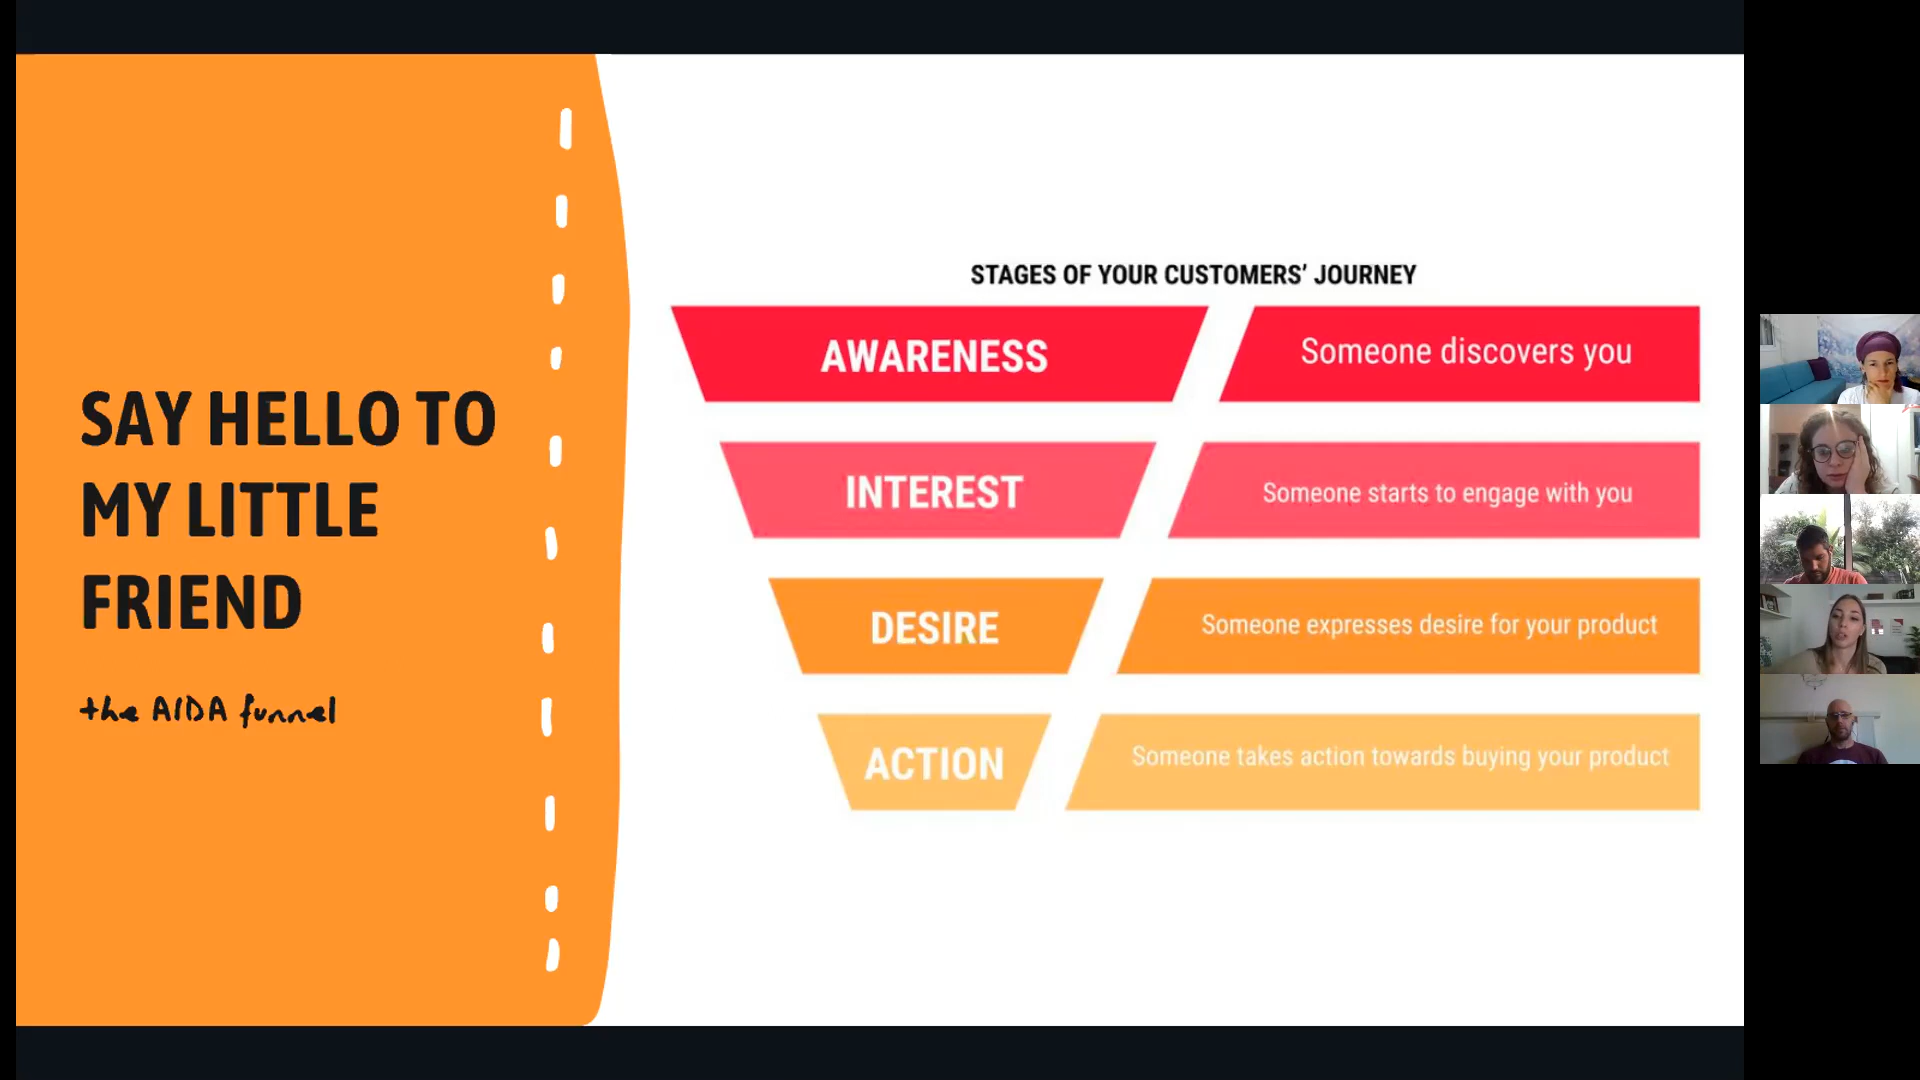 SAY HELLO TO
MY LITTLE
FRIEND
the AIDA funnel
STAGES OF YOUR CUSTOMERS’ JOURNEY
AWARENESS
Someone discovers you
INTEREST
Someone starts to engage with you
DESIRE
Someone expresses desire for your product
ACTION
Someone takes action towards buying your product